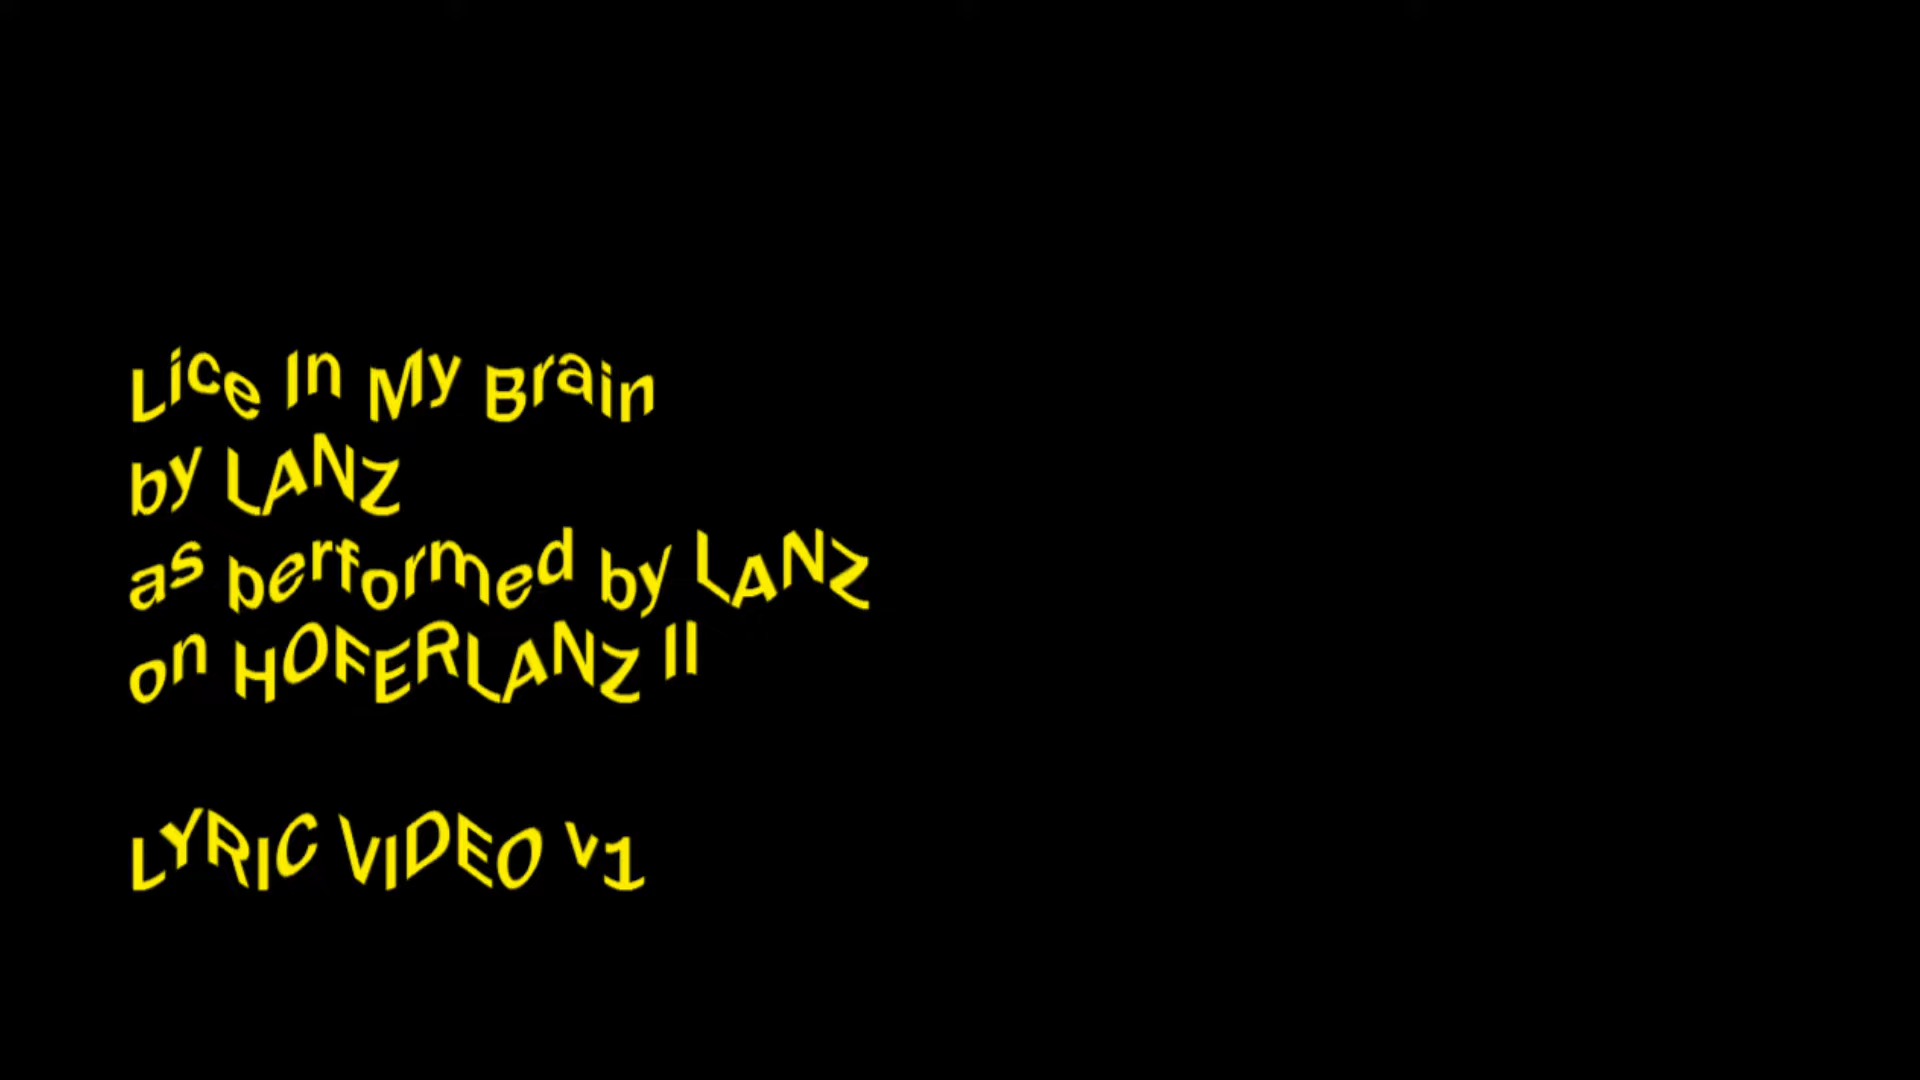 Lice In My Brain
by LANZ
as performed by LANZ
on HOFERLANZ II
LYRIC VIDEO v1